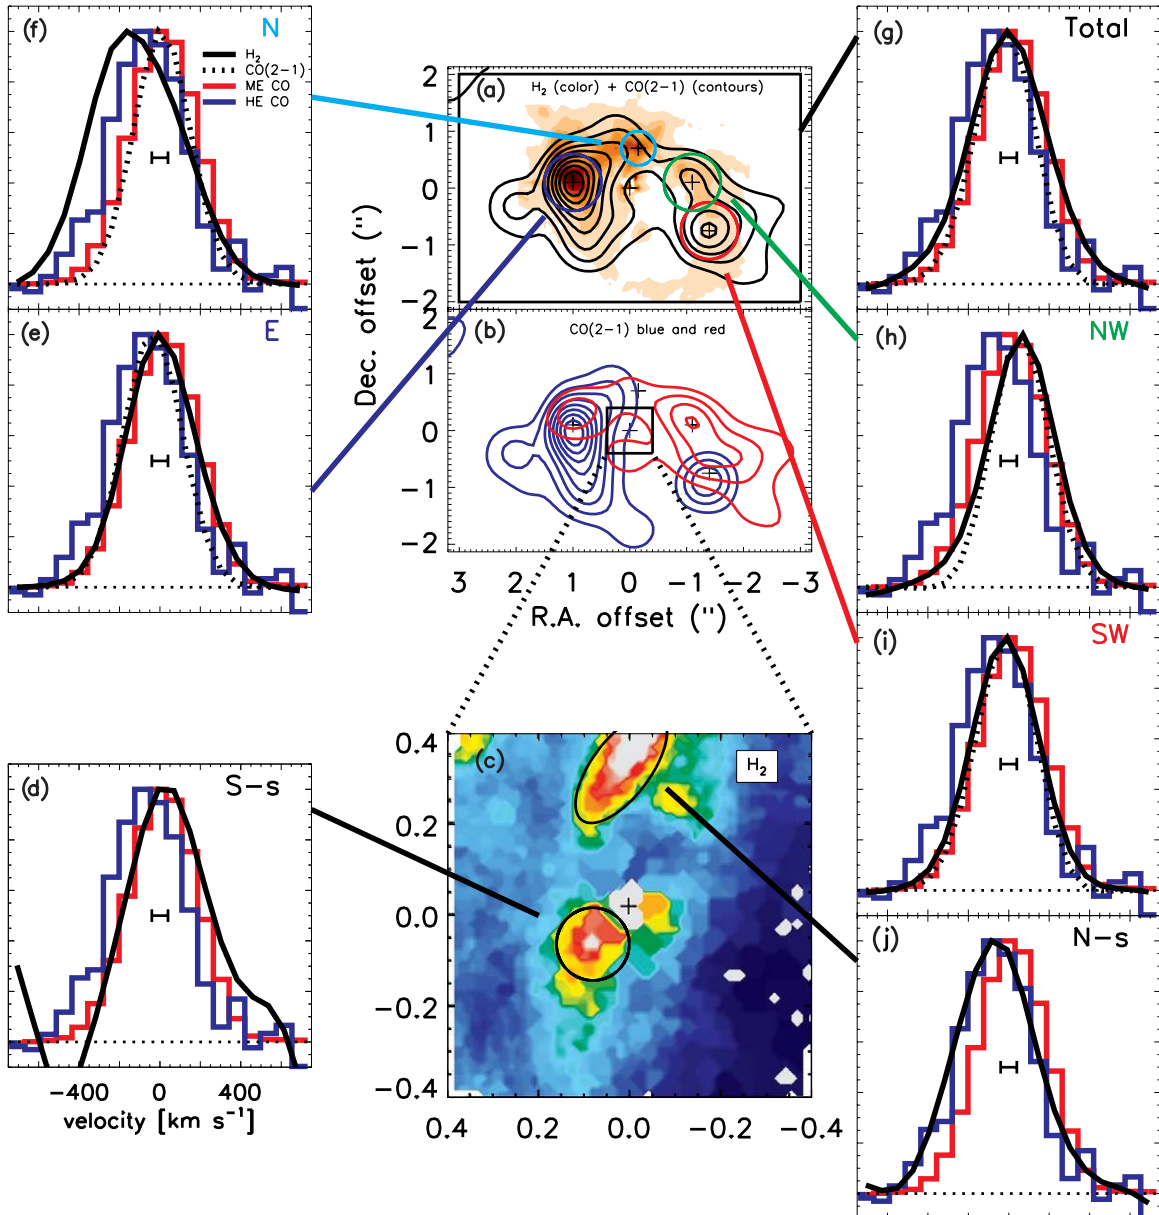 (f)
N
H2
CO(2−1)
ME CO
HE CO
(g)
Total
(a)
H2 (color) + CO(2−1) (contours)
2
1
0
−1
−2
(e)
E
(b)
CO(2−1) blue and red
2
1
0
−1
−2
Dec. offset ('')
3
2
1
0
−1
−2
−3
R.A. offset ('')
(h)
NW
(i)
SW
(d)
S−s
−400
0
400
velocity [km s−1]
(c)
H2
0.4
0.2
0.0
−0.2
−0.4
0.4
0.2
0.0
−0.2
−0.4
(j)
N−s